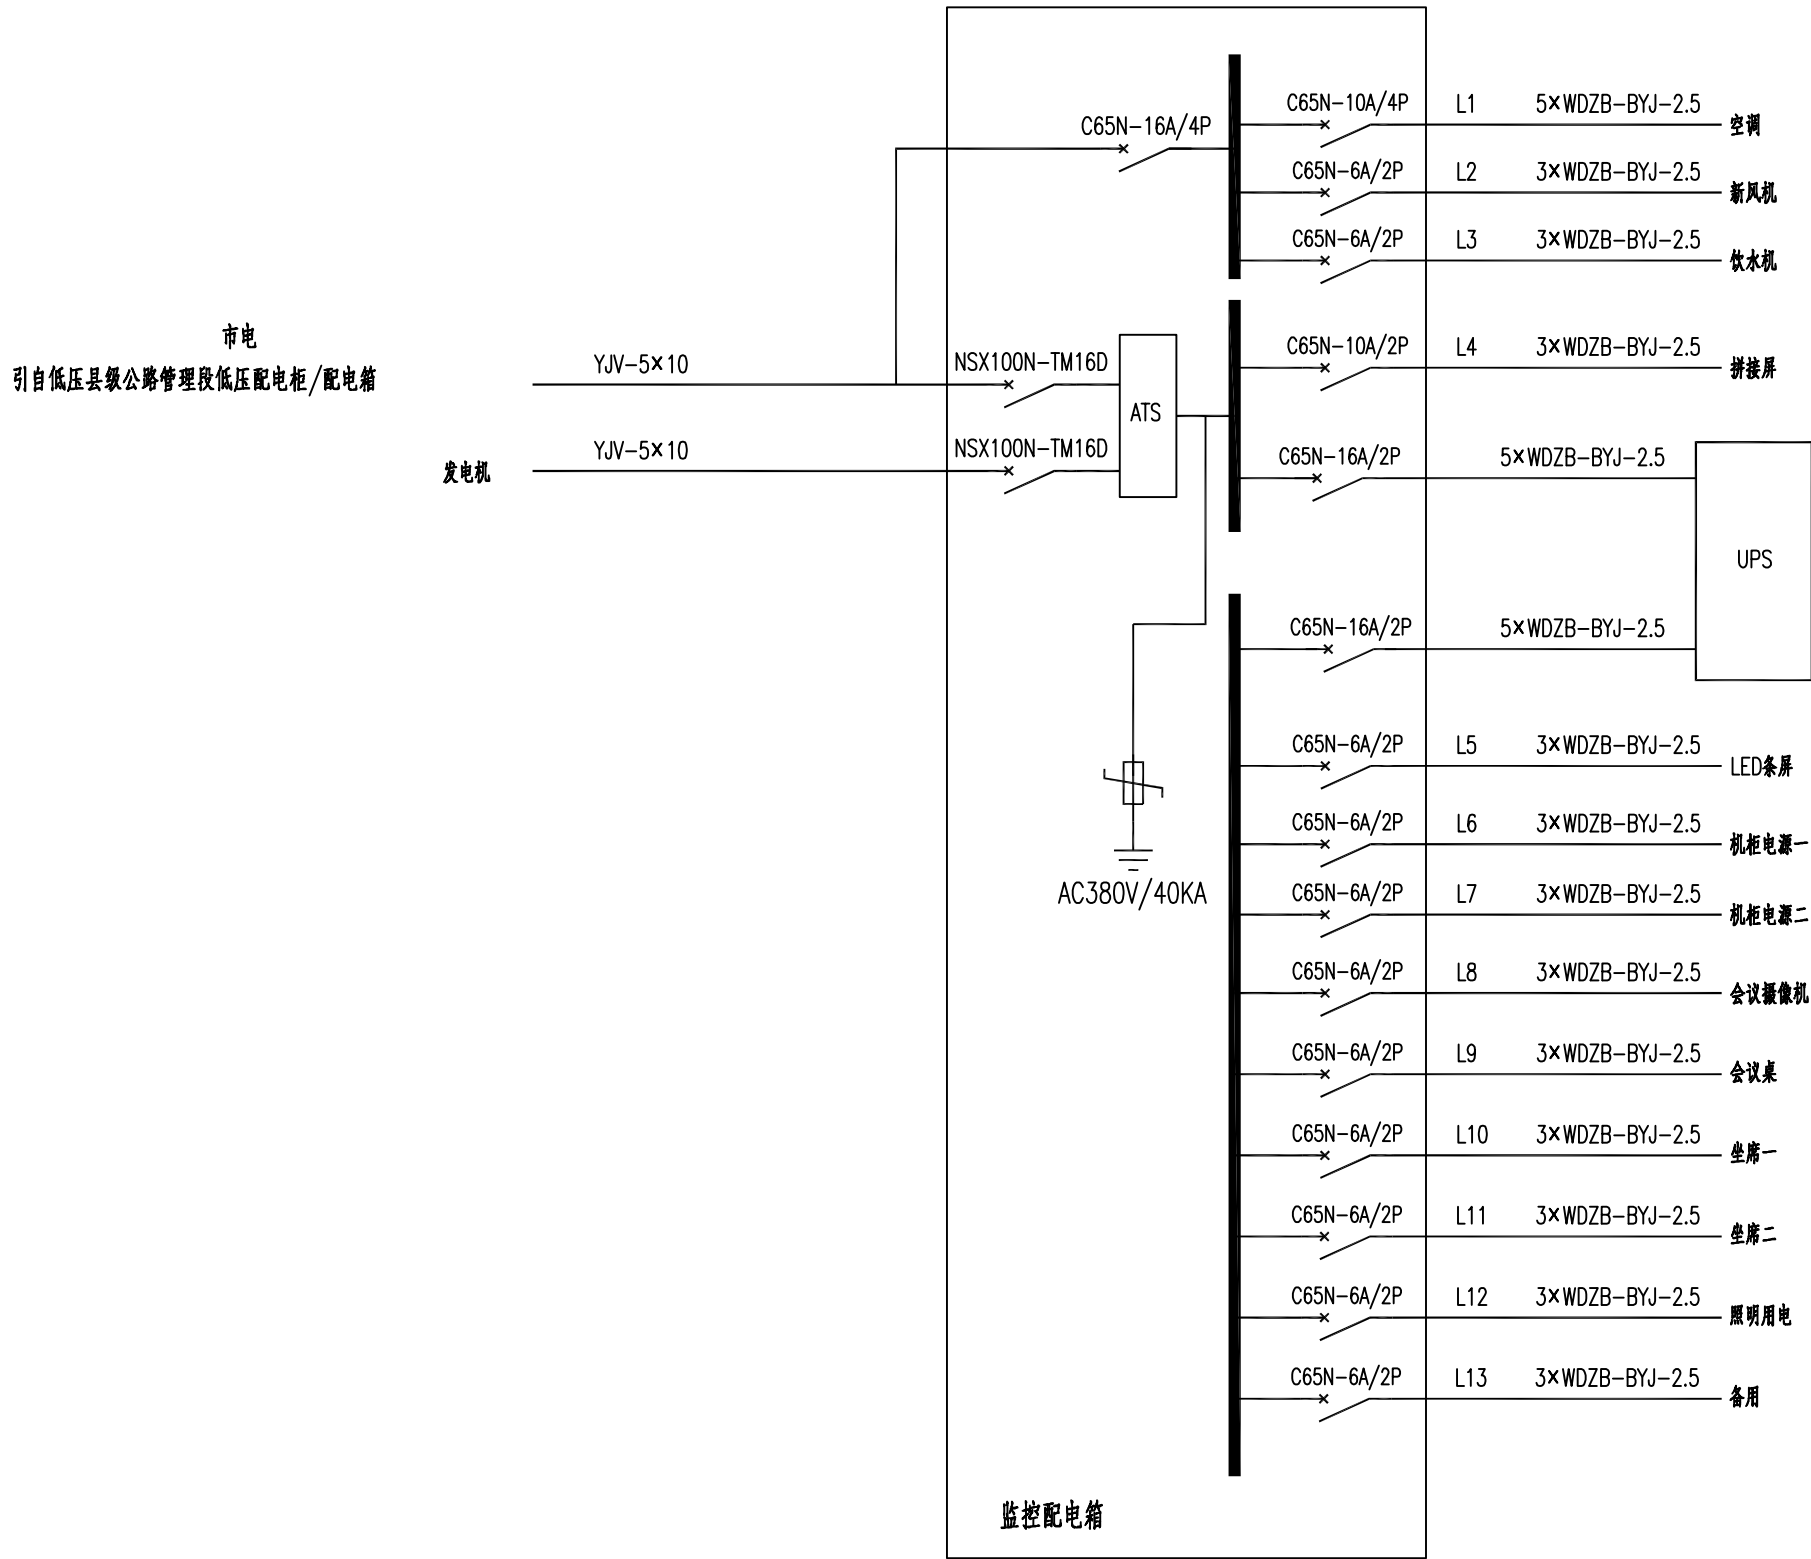 C65N-16A/4P
C65N-10A/4P L1 5×WDZB-BYJ-2.5 空调
C65N-6A/2P L2 3×WDZB-BYJ-2.5 新风机
C65N-6A/2P L3 3×WDZB-BYJ-2.5 饮水机
市电
引自低压县级公路管理段低压配电柜/配电箱
YJV-5×10
NSX100N-TM16D
ATS
C65N-10A/2P L4 3×WDZB-BYJ-2.5 拼接屏
发电机
YJV-5×10
NSX100N-TM16D
C65N-16A/2P 5×WDZB-BYJ-2.5
UPS
C65N-16A/2P 5×WDZB-BYJ-2.5
C65N-6A/2P L5 3×WDZB-BYJ-2.5 LED条屏
C65N-6A/2P L6 3×WDZB-BYJ-2.5 机柜电源一
AC380V/40KA
C65N-6A/2P L7 3×WDZB-BYJ-2.5 机柜电源二
C65N-6A/2P L8 3×WDZB-BYJ-2.5 会议摄像机
C65N-6A/2P L9 3×WDZB-BYJ-2.5 会议桌
C65N-6A/2P L10 3×WDZB-BYJ-2.5 坐席一
C65N-6A/2P L11 3×WDZB-BYJ-2.5 坐席二
C65N-6A/2P L12 3×WDZB-BYJ-2.5 照明用电
C65N-6A/2P L13 3×WDZB-BYJ-2.5 备用
监控配电箱